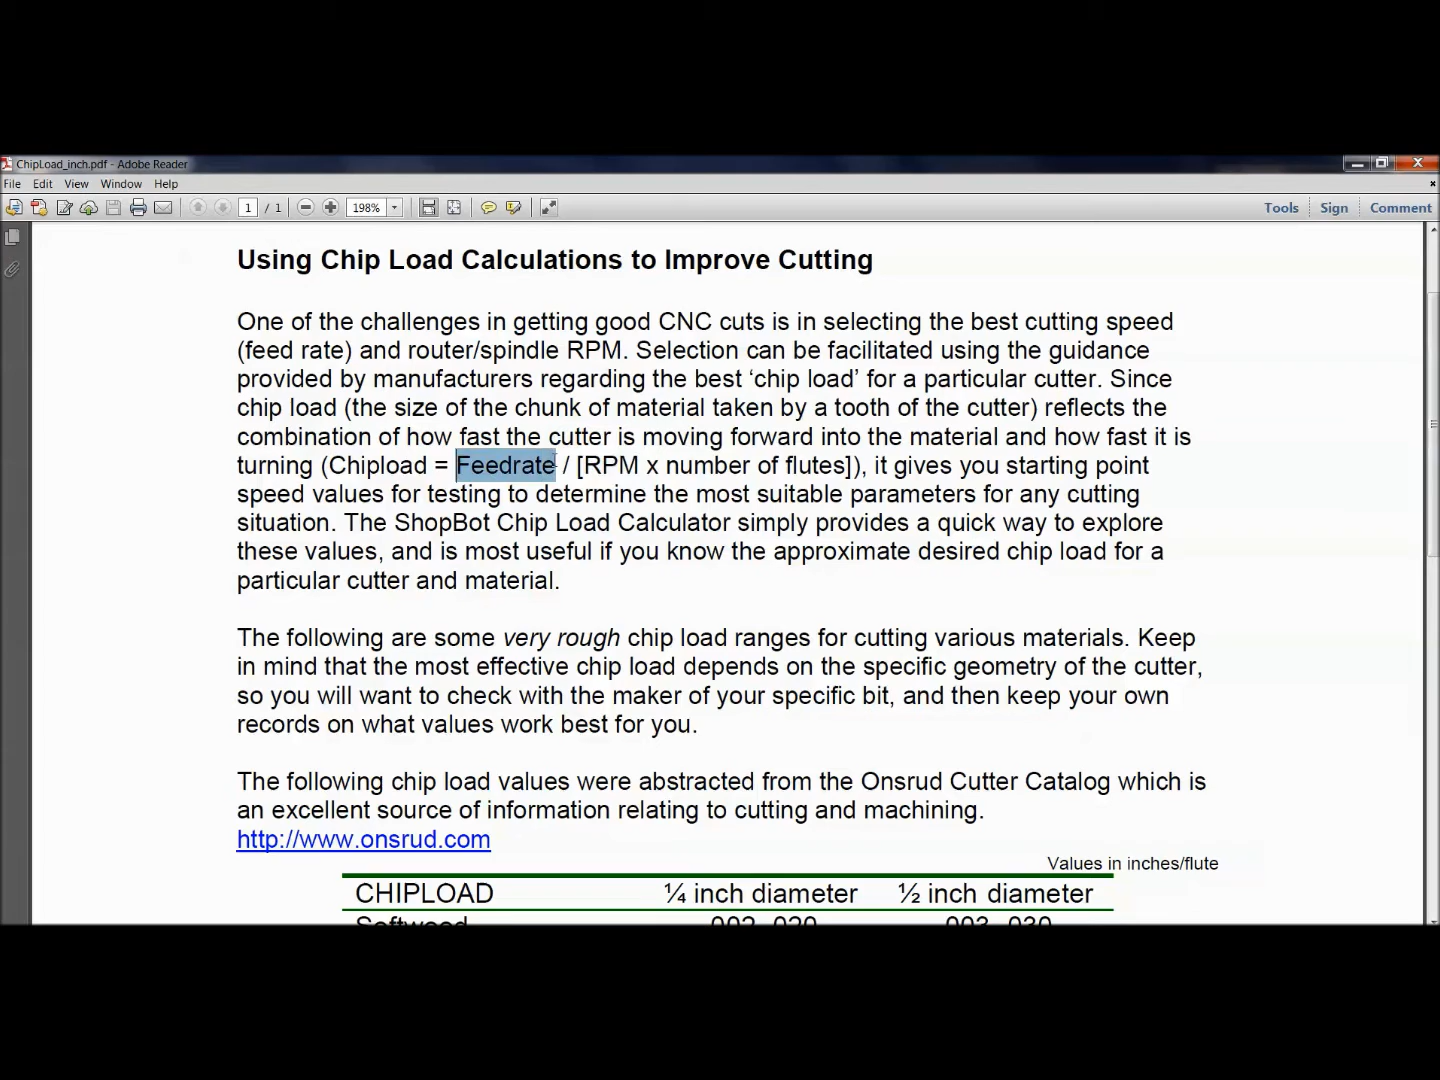 ChipLoad_inch.pdf - Adobe Reader
File Edit View Window Help
1 / 1 198% Tools Sign Comment
Using Chip Load Calculations to Improve Cutting
One of the challenges in getting good CNC cuts is in selecting the best cutting speed
(feed rate) and router/spindle RPM. Selection can be facilitated using the guidance
provided by manufacturers regarding the best ‘chip load’ for a particular cutter. Since
chip load (the size of the chunk of material taken by a tooth of the cutter) reflects the
combination of how fast the cutter is moving forward into the material and how fast it is
turning (Chipload = Feedrate / [RPM x number of flutes]), it gives you starting point
speed values for testing to determine the most suitable parameters for any cutting
situation. The ShopBot Chip Load Calculator simply provides a quick way to explore
these values, and is most useful if you know the approximate desired chip load for a
particular cutter and material.
The following are some very rough chip load ranges for cutting various materials. Keep
in mind that the most effective chip load depends on the specific geometry of the cutter,
so you will want to check with the maker of your specific bit, and then keep your own
records on what values work best for you.
The following chip load values were abstracted from the Onsrud Cutter Catalog which is
an excellent source of information relating to cutting and machining.
http://www.onsrud.com
Values in inches/flute
CHIPLOAD ¼ inch diameter ½ inch diameter
Softwood